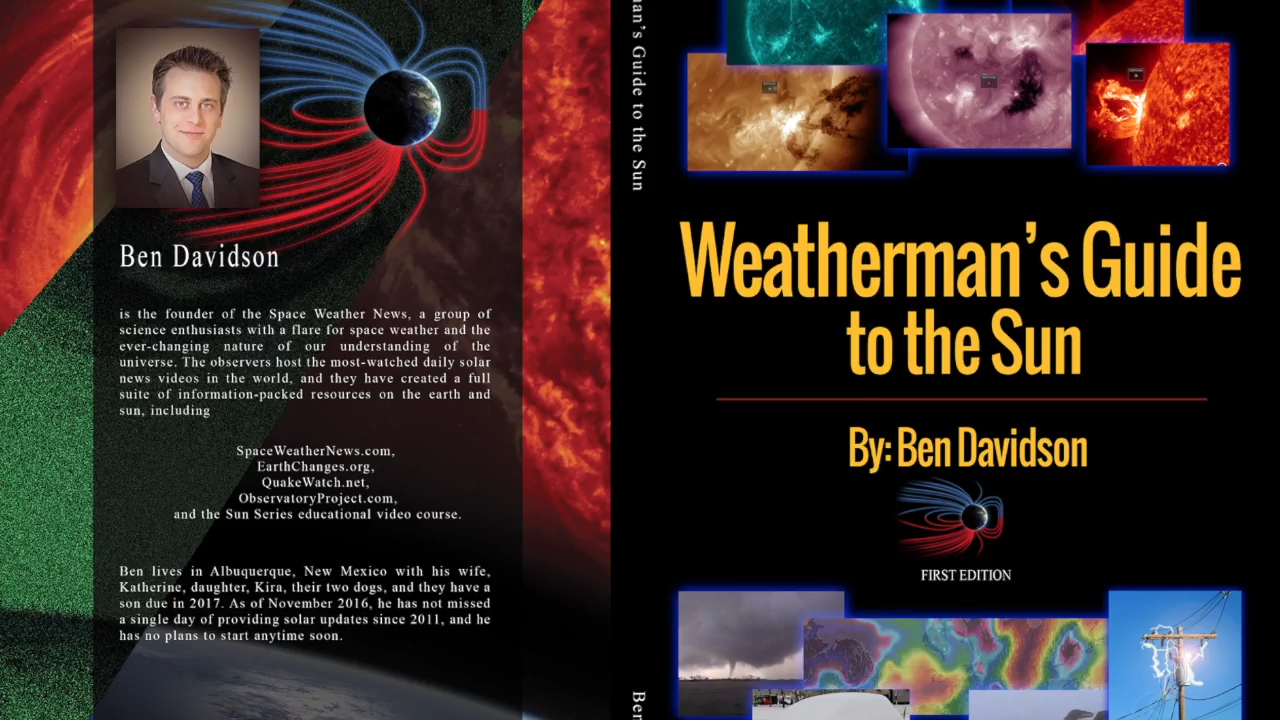 Ben Davidson
is the founder of the Space Weather News, a group of
science enthusiasts with a flare for space weather and the
ever-changing nature of our understanding of the
universe. The observers host the most-watched daily solar
news videos in the world, and they have created a full
suite of information-packed resources on the earth and
sun, including
SpaceWeatherNews.com,
EarthChanges.org,
QuakeWatch.net,
ObservatoryProject.com,
and the Sun Series educational video course.
Ben lives in Albuquerque, New Mexico with his wife,
Katherine, daughter, Kira, their two dogs, and they have a
son due in 2017. As of November 2016, he has not missed
a single day of providing solar updates since 2011, and he
has no plans to start anytime soon.
man's Guide to the Sun
Ber
Weatherman's Guide
to the Sun
By: Ben Davidson
FIRST EDITION